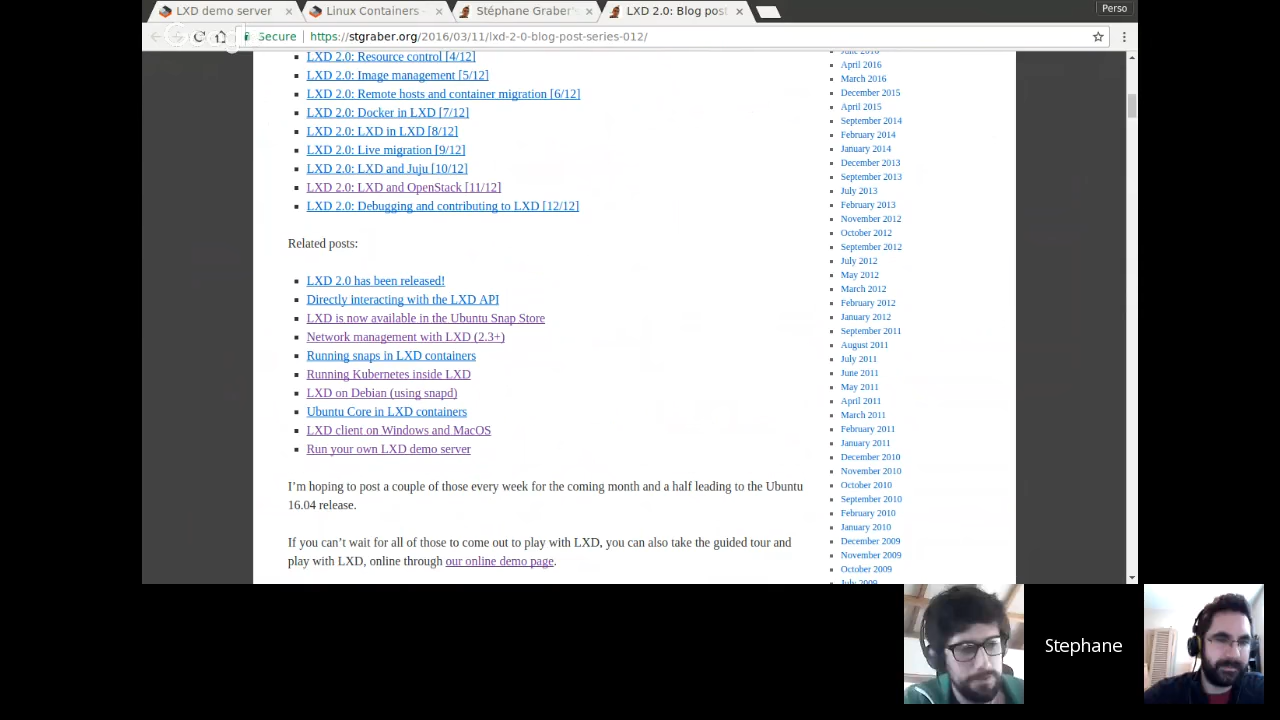 LXD demo server
Linux Containers -
Stéphane Graber'
LXD 2.0: Blog post
Perso
Secure
https://stgraber.org/2016/03/11/lxd-2-0-blog-post-series-012/
LXD 2.0: Resource control [4/12]
LXD 2.0: Image management [5/12]
LXD 2.0: Remote hosts and container migration [6/12]
LXD 2.0: Docker in LXD [7/12]
LXD 2.0: LXD in LXD [8/12]
LXD 2.0: Live migration [9/12]
LXD 2.0: LXD and Juju [10/12]
LXD 2.0: LXD and OpenStack [11/12]
LXD 2.0: Debugging and contributing to LXD [12/12]
Related posts:
LXD 2.0 has been released!
Directly interacting with the LXD API
LXD is now available in the Ubuntu Snap Store
Network management with LXD (2.3+)
Running snaps in LXD containers
Running Kubernetes inside LXD
LXD on Debian (using snapd)
Ubuntu Core in LXD containers
LXD client on Windows and MacOS
Run your own LXD demo server
I'm hoping to post a couple of those every week for the coming month and a half leading to the Ubuntu
16.04 release.
If you can't wait for all of those to come out to play with LXD, you can also take the guided tour and
play with LXD, online through our online demo page.
April 2016
March 2016
December 2015
April 2015
September 2014
February 2014
January 2014
December 2013
September 2013
July 2013
February 2013
November 2012
October 2012
September 2012
July 2012
May 2012
March 2012
February 2012
January 2012
September 2011
August 2011
July 2011
June 2011
May 2011
April 2011
March 2011
February 2011
January 2011
December 2010
November 2010
October 2010
September 2010
February 2010
January 2010
December 2009
November 2009
October 2009
July 2009
Stephane